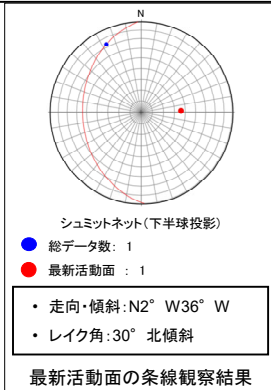 N
シュミットネット(下半球投影)
総データ数: 1
最新活動面 : 1
・ 走向・傾斜:N2° W36° W
・ レイク角:30° 北傾斜
最新活動面の条線観察結果